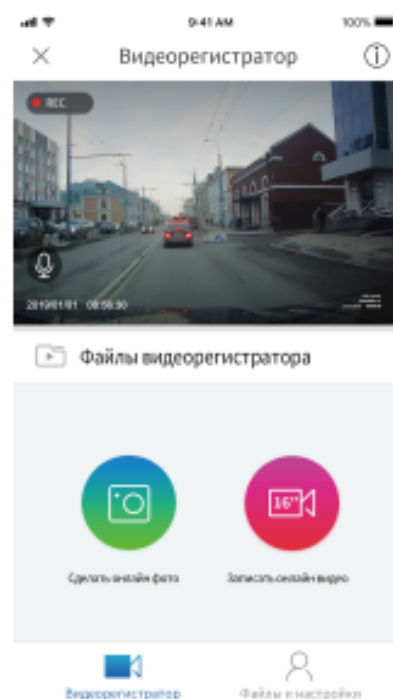 9:41 AM
100%
Видеорегистратор
REC
2019/01/01 08:56:30
Файлы видеорегистратора
16"
Сделать онлайн фото
Записать онлайн видео
Видеорегистратор
Файлы и настройки